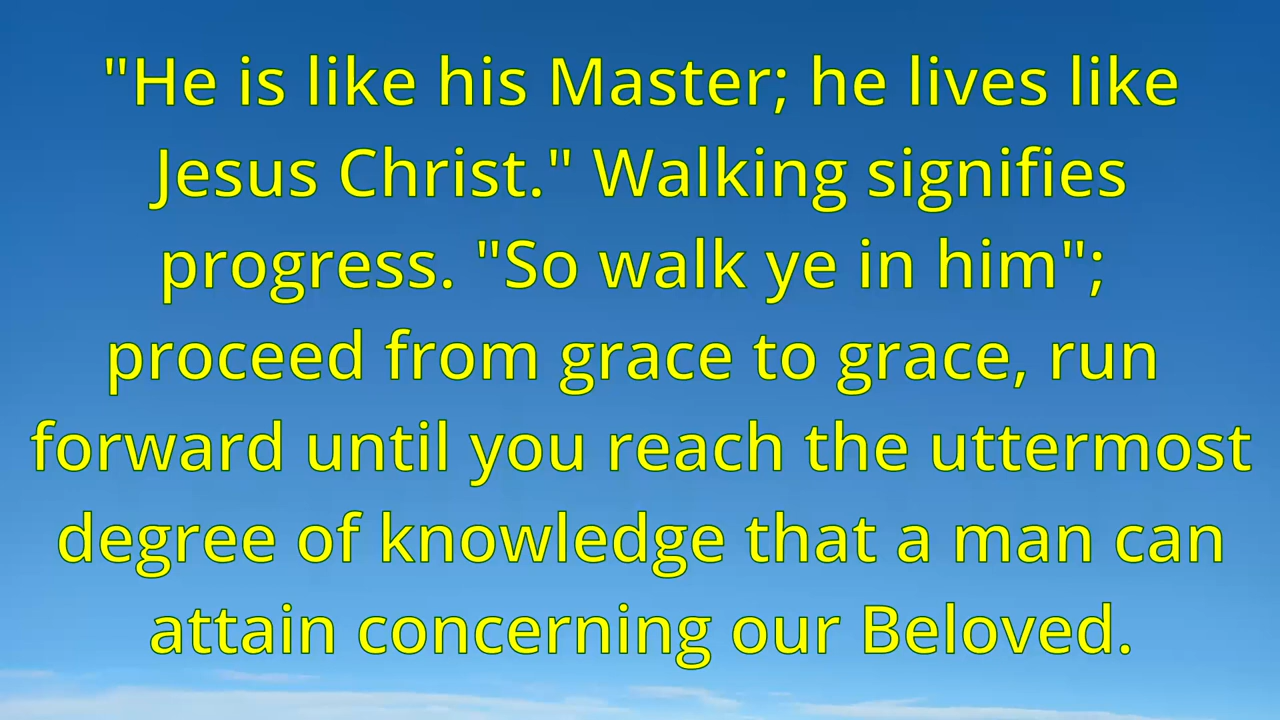 "He is like his Master; he lives like
Jesus Christ." Walking signifies
progress. "So walk ye in him";
proceed from grace to grace, run
forward until you reach the uttermost
degree of knowledge that a man can
attain concerning our Beloved.